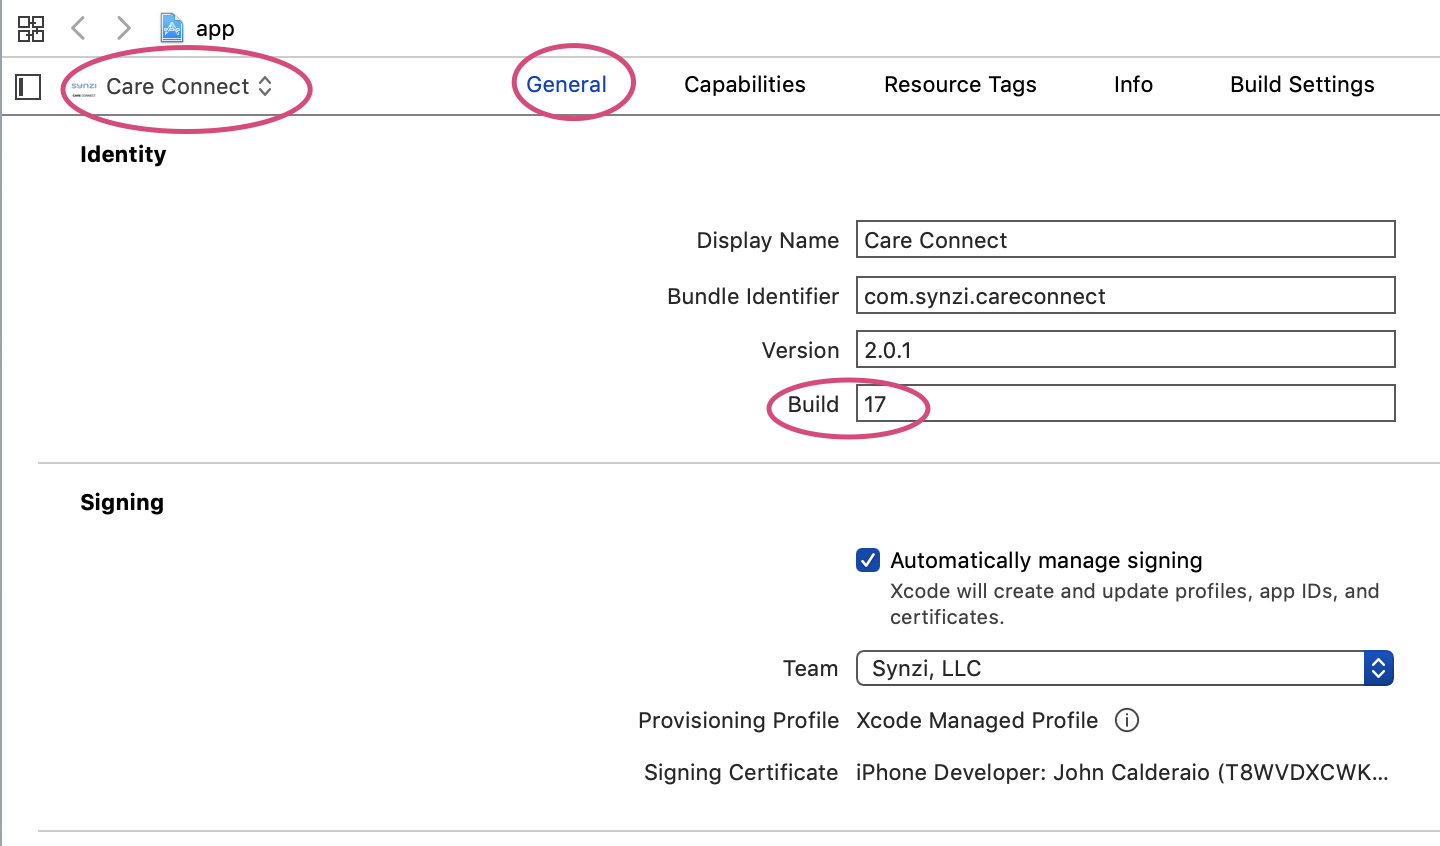 app
synzi
CARE CONNECT
Care Connect
General
Capabilities
Resource Tags
Info
Build Settings
Identity
Display Name
Care Connect
Bundle Identifier
com.synzi.careconnect
Version
2.0.1
Build
17
Signing
Automatically manage signing
Xcode will create and update profiles, app IDs, and
certificates.
Team
Synzi, LLC
Provisioning Profile
Xcode Managed Profile
Signing Certificate
iPhone Developer: John Calderaio (T8WVDXCWK...